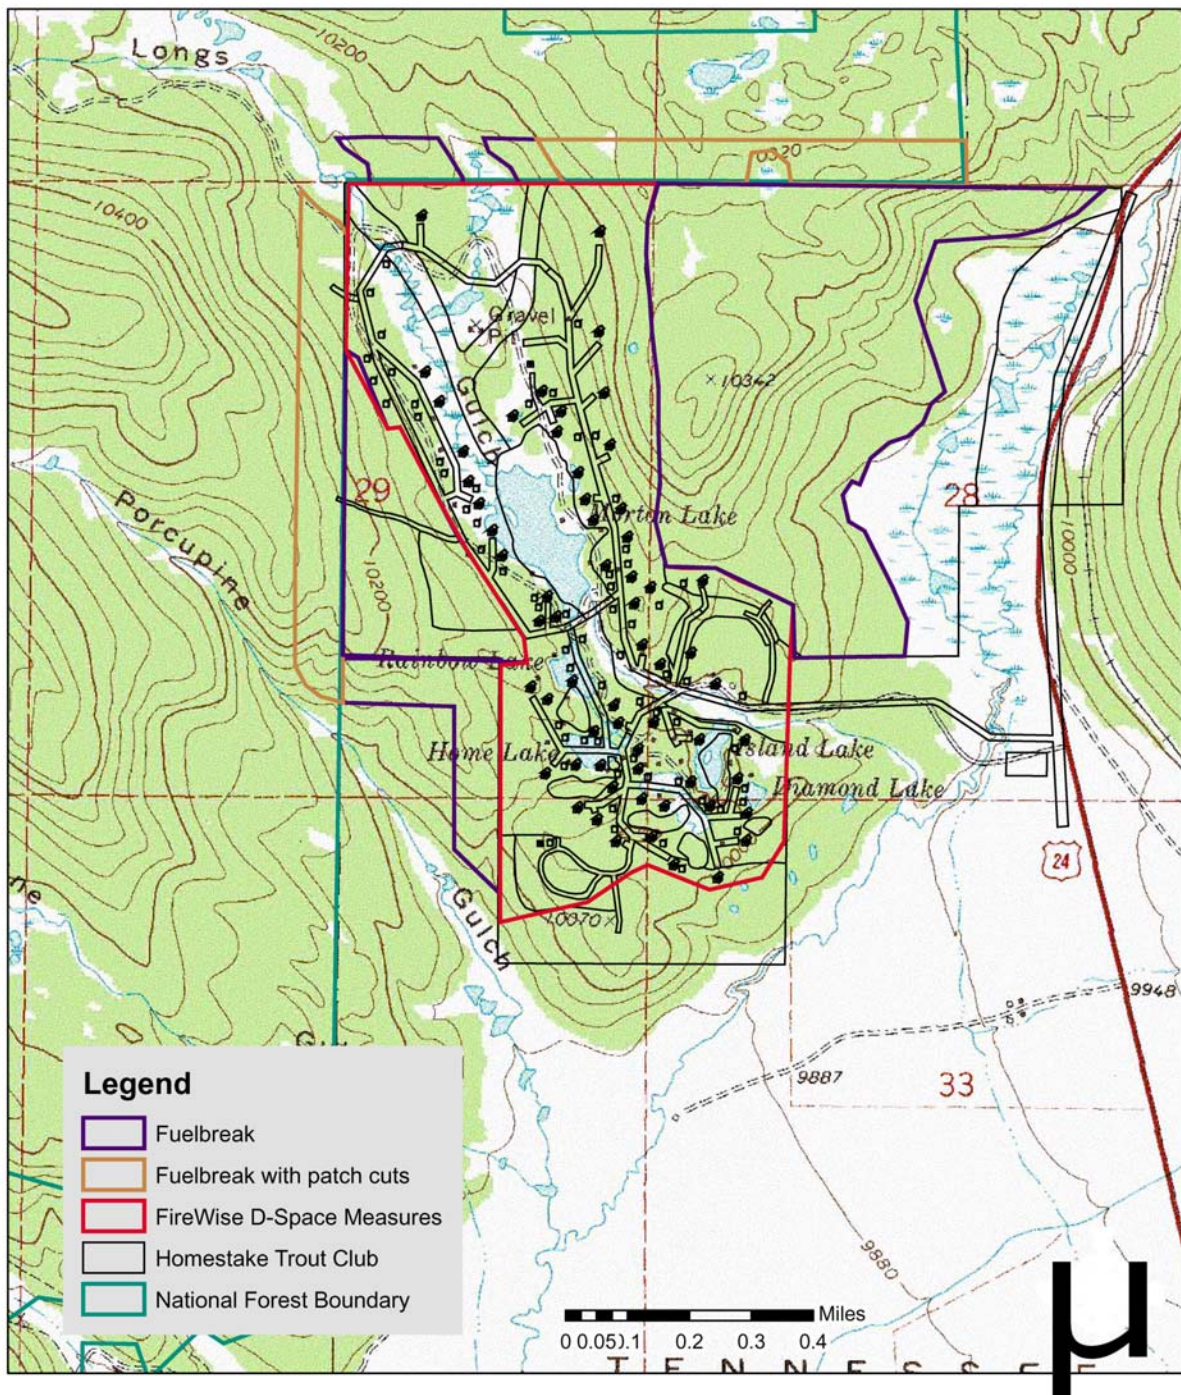 Longs
10200
0320
10400
Gravel
Pit
10342
Gulch
29
28
Morton Lake
Porcupine
10200
10000
Rainbow Lake
Home Lake
Island Lake
Diamond Lake
24
ne
Gulch
10070
9948
9887
33
9880
Legend
Fuelbreak
Fuelbreak with patch cuts
FireWise D-Space Measures
Homestake Trout Club
National Forest Boundary
Miles
0 0.05 0.1 0.2 0.3 0.4
µ